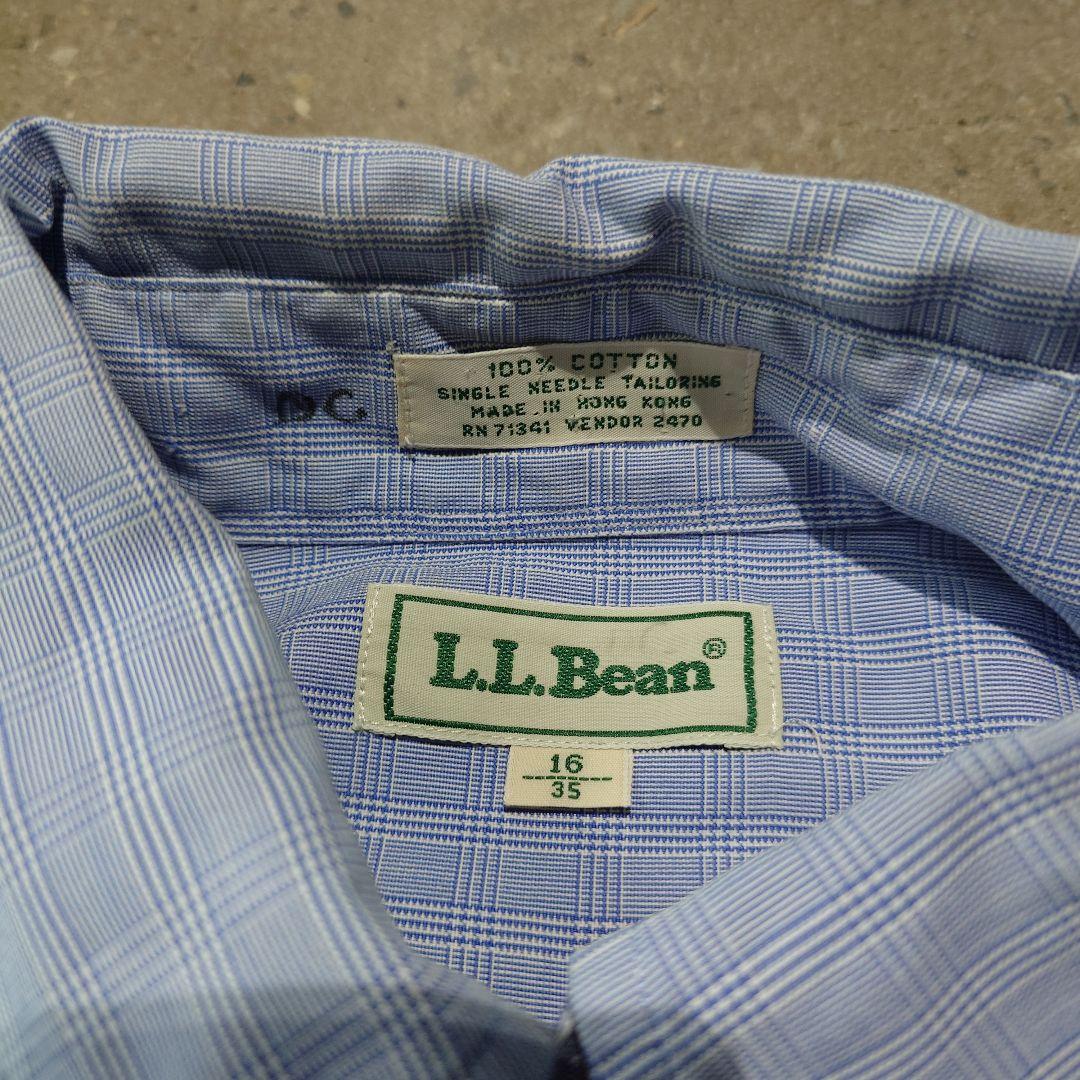 100% COTTON
SINGLE NEEDLE TAILORING
MADE IN HONG KONG
RN 71341 VENDOR 2470
L.L.Bean®
16
35